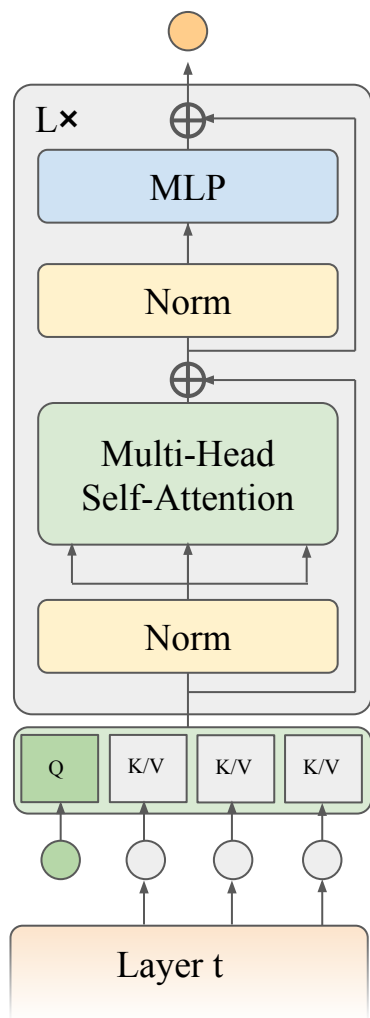 L×
MLP
Norm
Multi-Head
Self-Attention
Norm
Q
K/V
K/V
K/V
Layer t